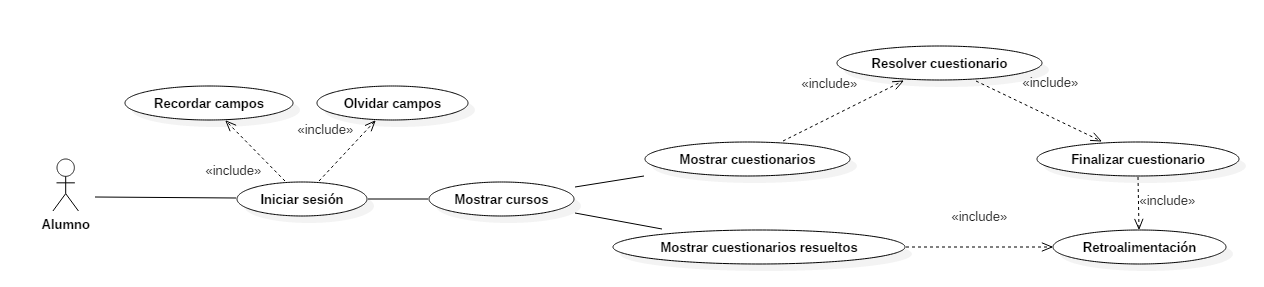 Resolver cuestionario
«include»
«include»
Recordar campos
Olvidar campos
«include»
Mostrar cuestionarios
Finalizar cuestionario
«include»
Iniciar sesión
Mostrar cursos
«include»
Alumno
«include»
Mostrar cuestionarios resueltos
Retroalimentación